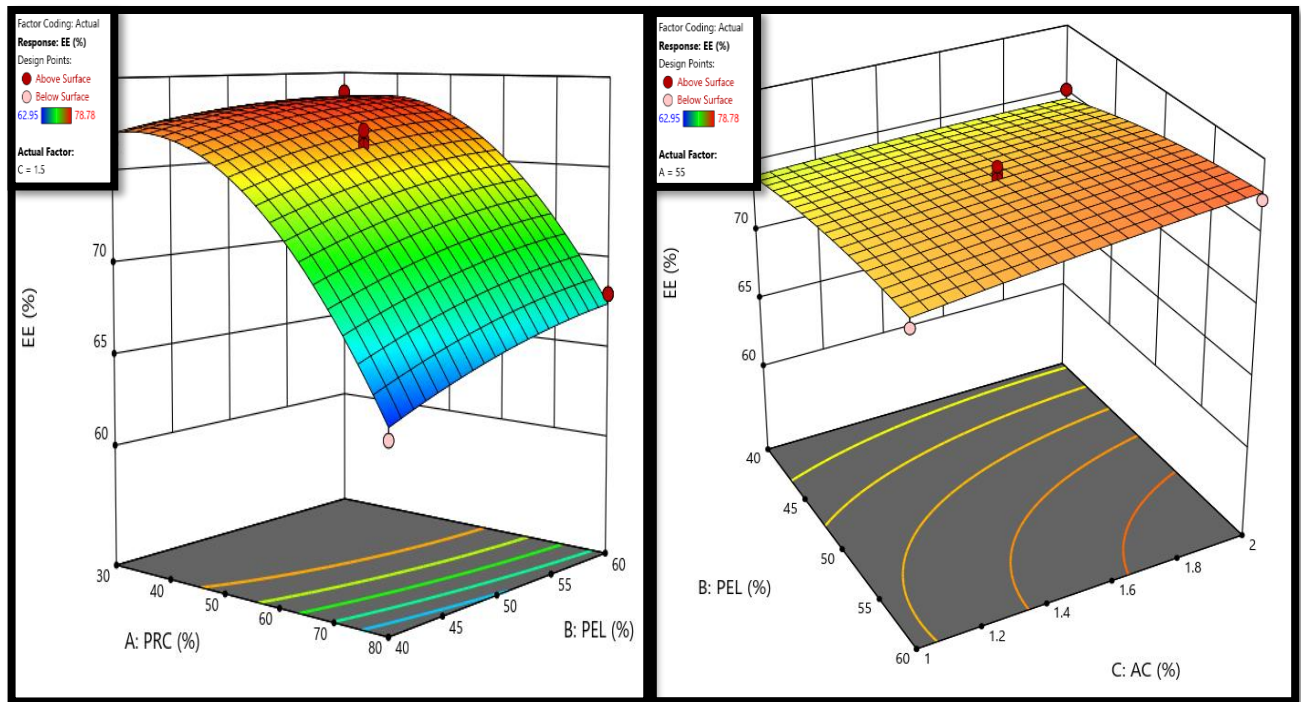 Factor Coding: Actual
Response: EE (%)
Design Points:
Above Surface
Below Surface
62.95 78.78
Actual Factor:
C = 1.5
70
65
60
EE (%)
30
40
50
60
70
80
A: PRC (%)
40
45
50
55
60
B: PEL (%)
Factor Coding: Actual
Response: EE (%)
Design Points:
Above Surface
Below Surface
62.95 78.78
Actual Factor:
A = 55
70
65
60
EE (%)
40
45
50
55
60
B: PEL (%)
1
1.2
1.4
1.6
1.8
2
C: AC (%)